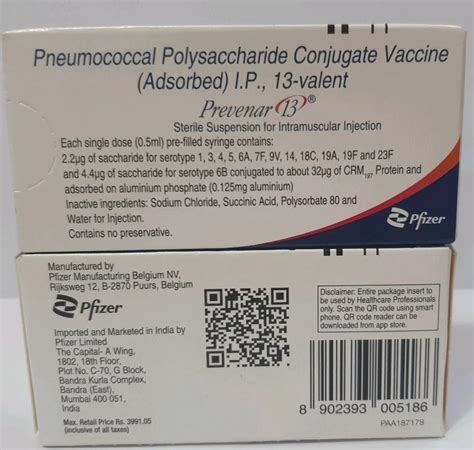 Pneumococcal Polysaccharide Conjugate Vaccine
(Adsorbed) I.P., 13-valent
Prevenar 13®
Sterile Suspension for Intramuscular Injection
Each single dose (0.5ml) pre-filled syringe contains:
2.2µg of saccharide for serotype 1, 3, 4, 5, 6A, 7F, 9V, 14, 18C, 19A, 19F and 23F
and 4.4µg of saccharide for serotype 6B conjugated to about 32µg of CRM197 Protein and
adsorbed on aluminium phosphate (0.125mg aluminium)
Inactive ingredients: Sodium Chloride, Succinic Acid, Polysorbate 80 and
Water for Injection.
Contains no preservative.
Pfizer
Manufactured by
Pfizer Manufacturing Belgium NV,
Rijksweg 12, B-2870 Puurs, Belgium
Pfizer
Imported and Marketed in India by
Pfizer Limited
The Capital- A Wing,
1802, 18th Floor,
Plot No. C-70, G Block,
Bandra Kurla Complex,
Bandra (East),
Mumbai 400 051,
India
Max. Retail Price Rs. 3991.05
(inclusive of all taxes)
Disclaimer: Entire package insert to
be used by Healthcare Professionals
only. Scan the QR code using smart
phone, QR code reader can be
downloaded from app store.
8 902393 005186
PAA187178